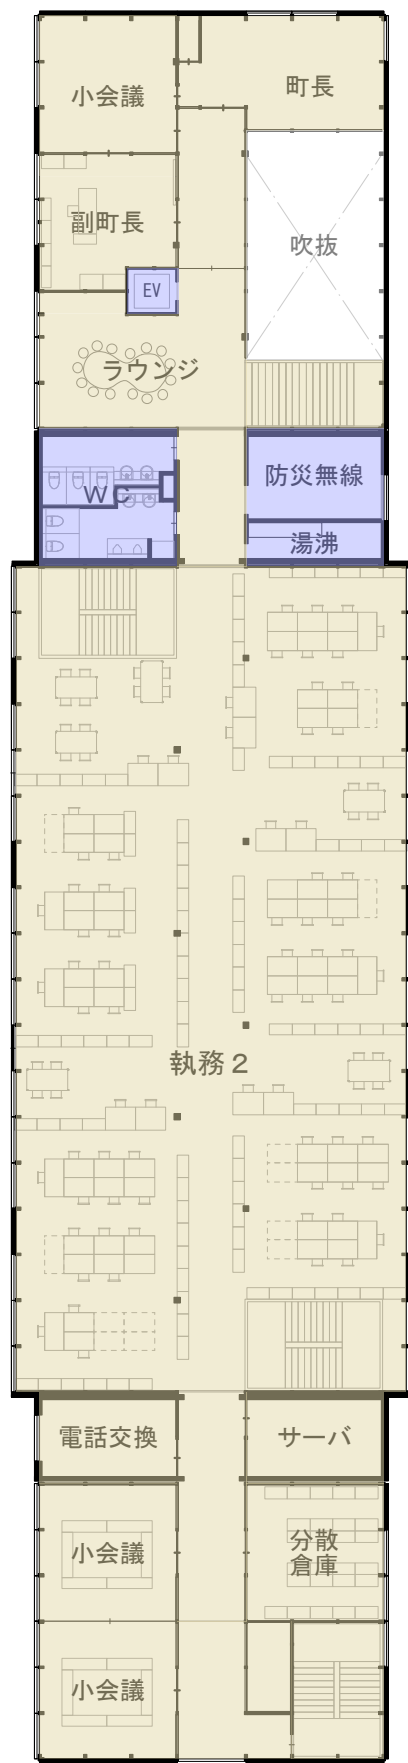 小会議
町長
副町長
吹抜
EV
ラウンジ
WC
防災無線
湯沸
執務2
電話交換
サーバ
小会議
分散
倉庫
小会議